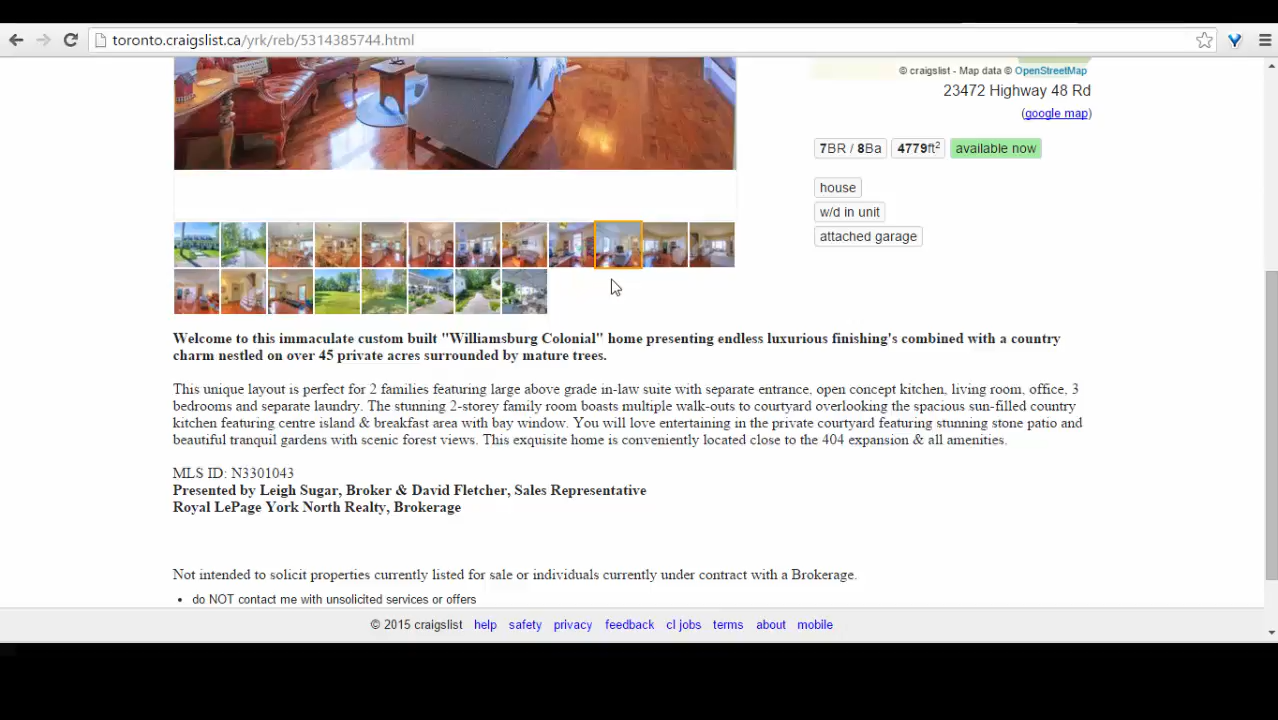 toronto.craigslist.ca/yrk/reb/5314385744.html
© craigslist - Map data © OpenStreetMap
23472 Highway 48 Rd
(google map)
7BR / 8Ba 4779ft² available now
house
w/d in unit
attached garage
Welcome to this immaculate custom built "Williamsburg Colonial" home presenting endless luxurious finishing's combined with a country
charm nestled on over 45 private acres surrounded by mature trees.
This unique layout is perfect for 2 families featuring large above grade in-law suite with separate entrance, open concept kitchen, living room, office, 3
bedrooms and separate laundry. The stunning 2-storey family room boasts multiple walk-outs to courtyard overlooking the spacious sun-filled country
kitchen featuring centre island & breakfast area with bay window. You will love entertaining in the private courtyard featuring stunning stone patio and
beautiful tranquil gardens with scenic forest views. This exquisite home is conveniently located close to the 404 expansion & all amenities.
MLS ID: N3301043
Presented by Leigh Sugar, Broker & David Fletcher, Sales Representative
Royal LePage York North Realty, Brokerage
Not intended to solicit properties currently listed for sale or individuals currently under contract with a Brokerage.
• do NOT contact me with unsolicited services or offers
© 2015 craigslist help safety privacy feedback cl jobs terms about mobile